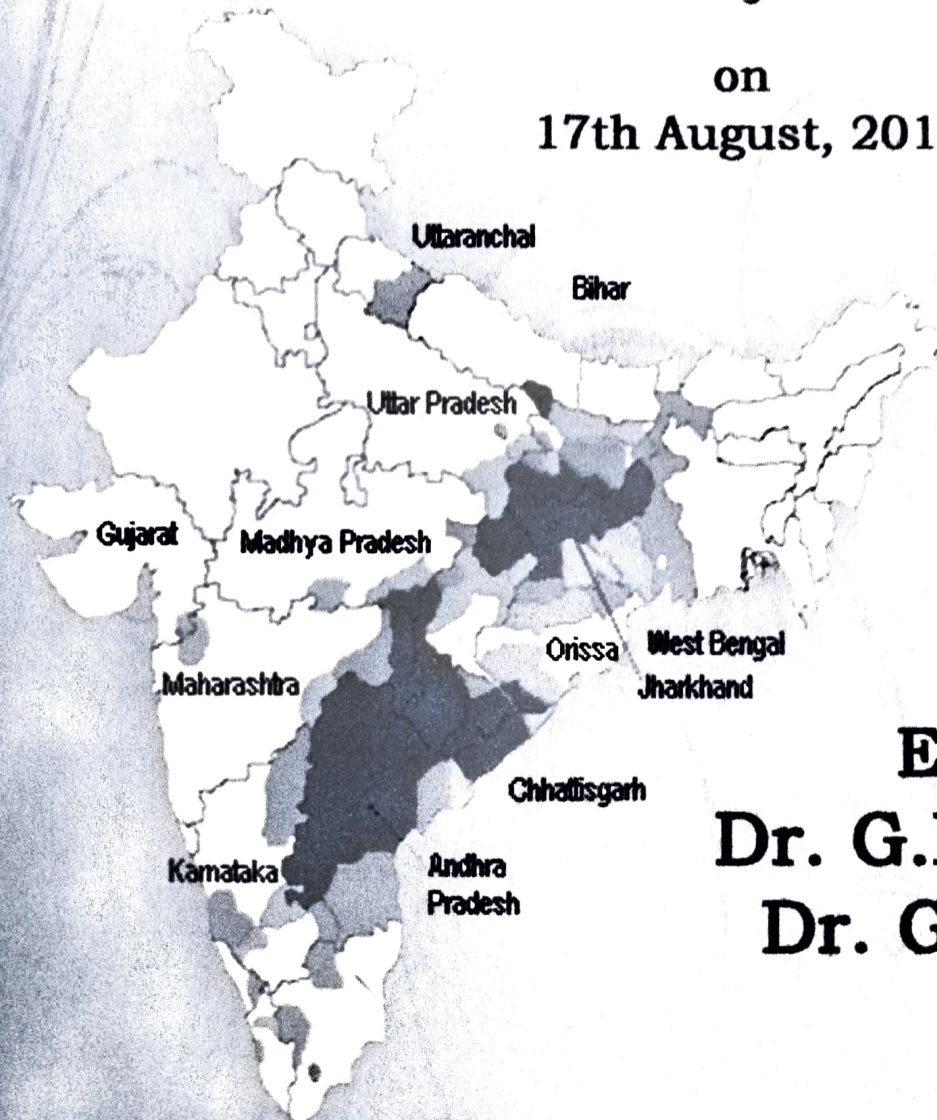 on
17th August, 201
Uttaranchal
Bihar
Uttar Pradesh
Gujarat
Madhya Pradesh
Orissa
West Bengal
Jharkhand
Maharashtra
E
Chhattisgarh
Dr. G.
Karnataka
Andhra
Pradesh
Dr. G